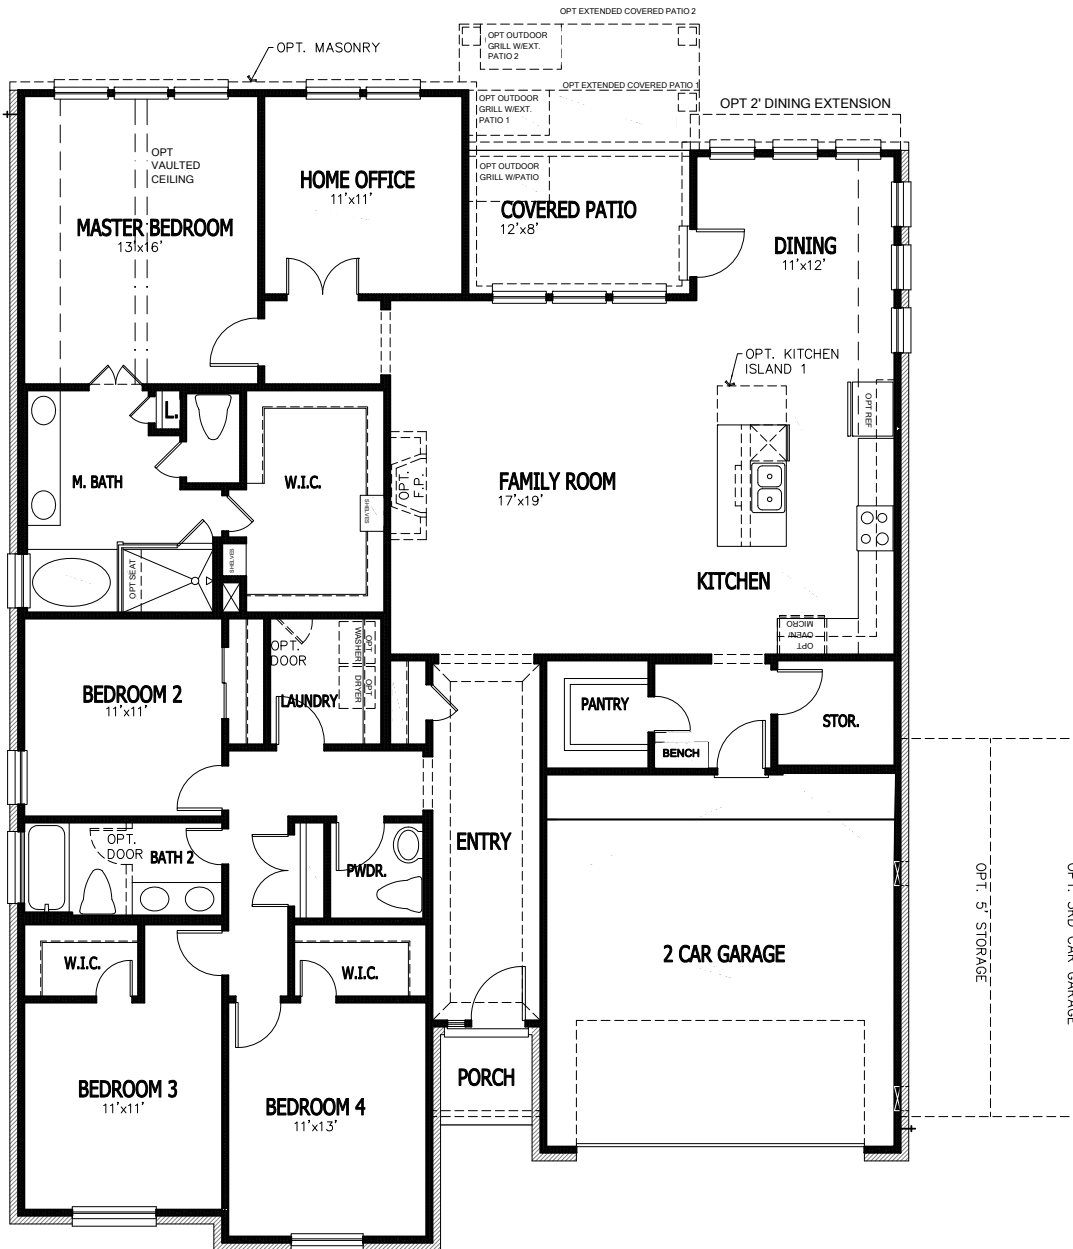 OPT EXTENDED COVERED PATIO 2
OPT. MASONRY
OPT OUTDOOR
GRILL W/EXT.
PATIO 2
OPT EXTENDED COVERED PATIO 1
OPT OUTDOOR
GRILL W/EXT.
PATIO 1
OPT 2' DINING EXTENSION
OPT
VAULTED
CEILING
HOME OFFICE
11'x11'
OPT OUTDOOR
GRILL W/PATIO
COVERED PATIO
12'x8'
MASTER BEDROOM
13'x16'
DINING
11'x12'
OPT. KITCHEN
ISLAND 1
L.
OPT REF
M. BATH
W.I.C.
OPT.
F.P.
FAMILY ROOM
17'x19'
SHELVES
SHELVES
OPT SEAT
KITCHEN
OPT
OVEN/
MICRO
OPT.
DOOR
OPT
WASHER
OPT
DRYER
BEDROOM 2
11'x11'
LAUNDRY
PANTRY
STOR.
BENCH
OPT.
DOOR
BATH 2
PWDR.
ENTRY
OPT. 5' STORAGE
OPT. 3RD CAR GARAGE
W.I.C.
W.I.C.
2 CAR GARAGE
BEDROOM 3
11'x11'
BEDROOM 4
11'x13'
PORCH